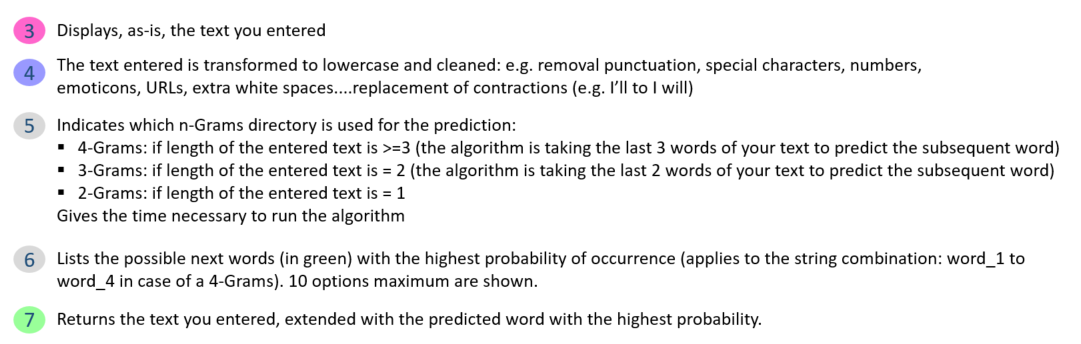 3 Displays, as-is, the text you entered
4 The text entered is transformed to lowercase and cleaned: e.g. removal punctuation, special characters, numbers,
emoticons, URLs, extra white spaces....replacement of contractions (e.g. I'll to I will)
5 Indicates which n-Grams directory is used for the prediction:
▪ 4-Grams: if length of the entered text is >=3 (the algorithm is taking the last 3 words of your text to predict the subsequent word)
▪ 3-Grams: if length of the entered text is = 2 (the algorithm is taking the last 2 words of your text to predict the subsequent word)
▪ 2-Grams: if length of the entered text is = 1
Gives the time necessary to run the algorithm
6 Lists the possible next words (in green) with the highest probability of occurrence (applies to the string combination: word_1 to
word_4 in case of a 4-Grams). 10 options maximum are shown.
7 Returns the text you entered, extended with the predicted word with the highest probability.